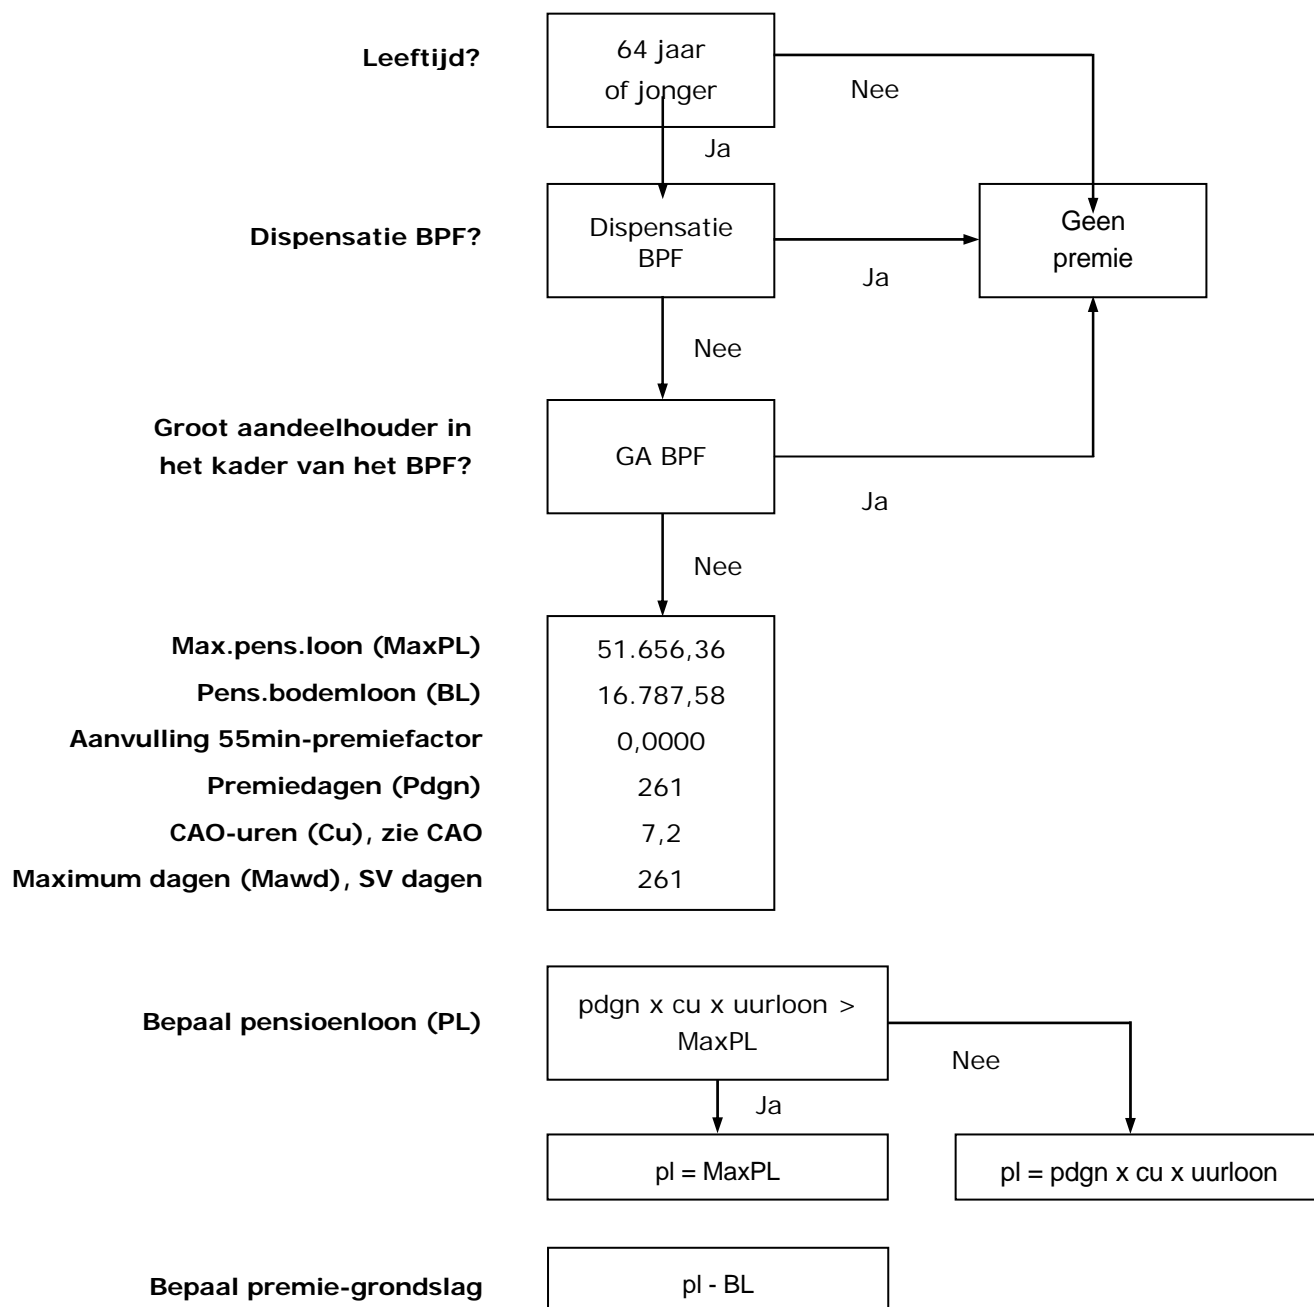 Leeftijd?
64 jaar
of jonger
Nee
Ja
Dispensatie BPF?
Dispensatie
BPF
Ja
Geen
premie
Nee
Groot aandeelhouder in
het kader van het BPF?
GA BPF
Ja
Nee
Max.pens.loon (MaxPL)
51.656,36
Pens.bodemloon (BL)
16.787,58
Aanvulling 55min-premiefactor
0,0000
Premiedagen (Pdgn)
261
CAO-uren (Cu), zie CAO
7,2
Maximum dagen (Mawd), SV dagen
261
Bepaal pensioenloon (PL)
pdgn x cu x uurloon >
MaxPL
Nee
Ja
pl = MaxPL
pl = pdgn x cu x uurloon
Bepaal premie-grondslag
pl - BL